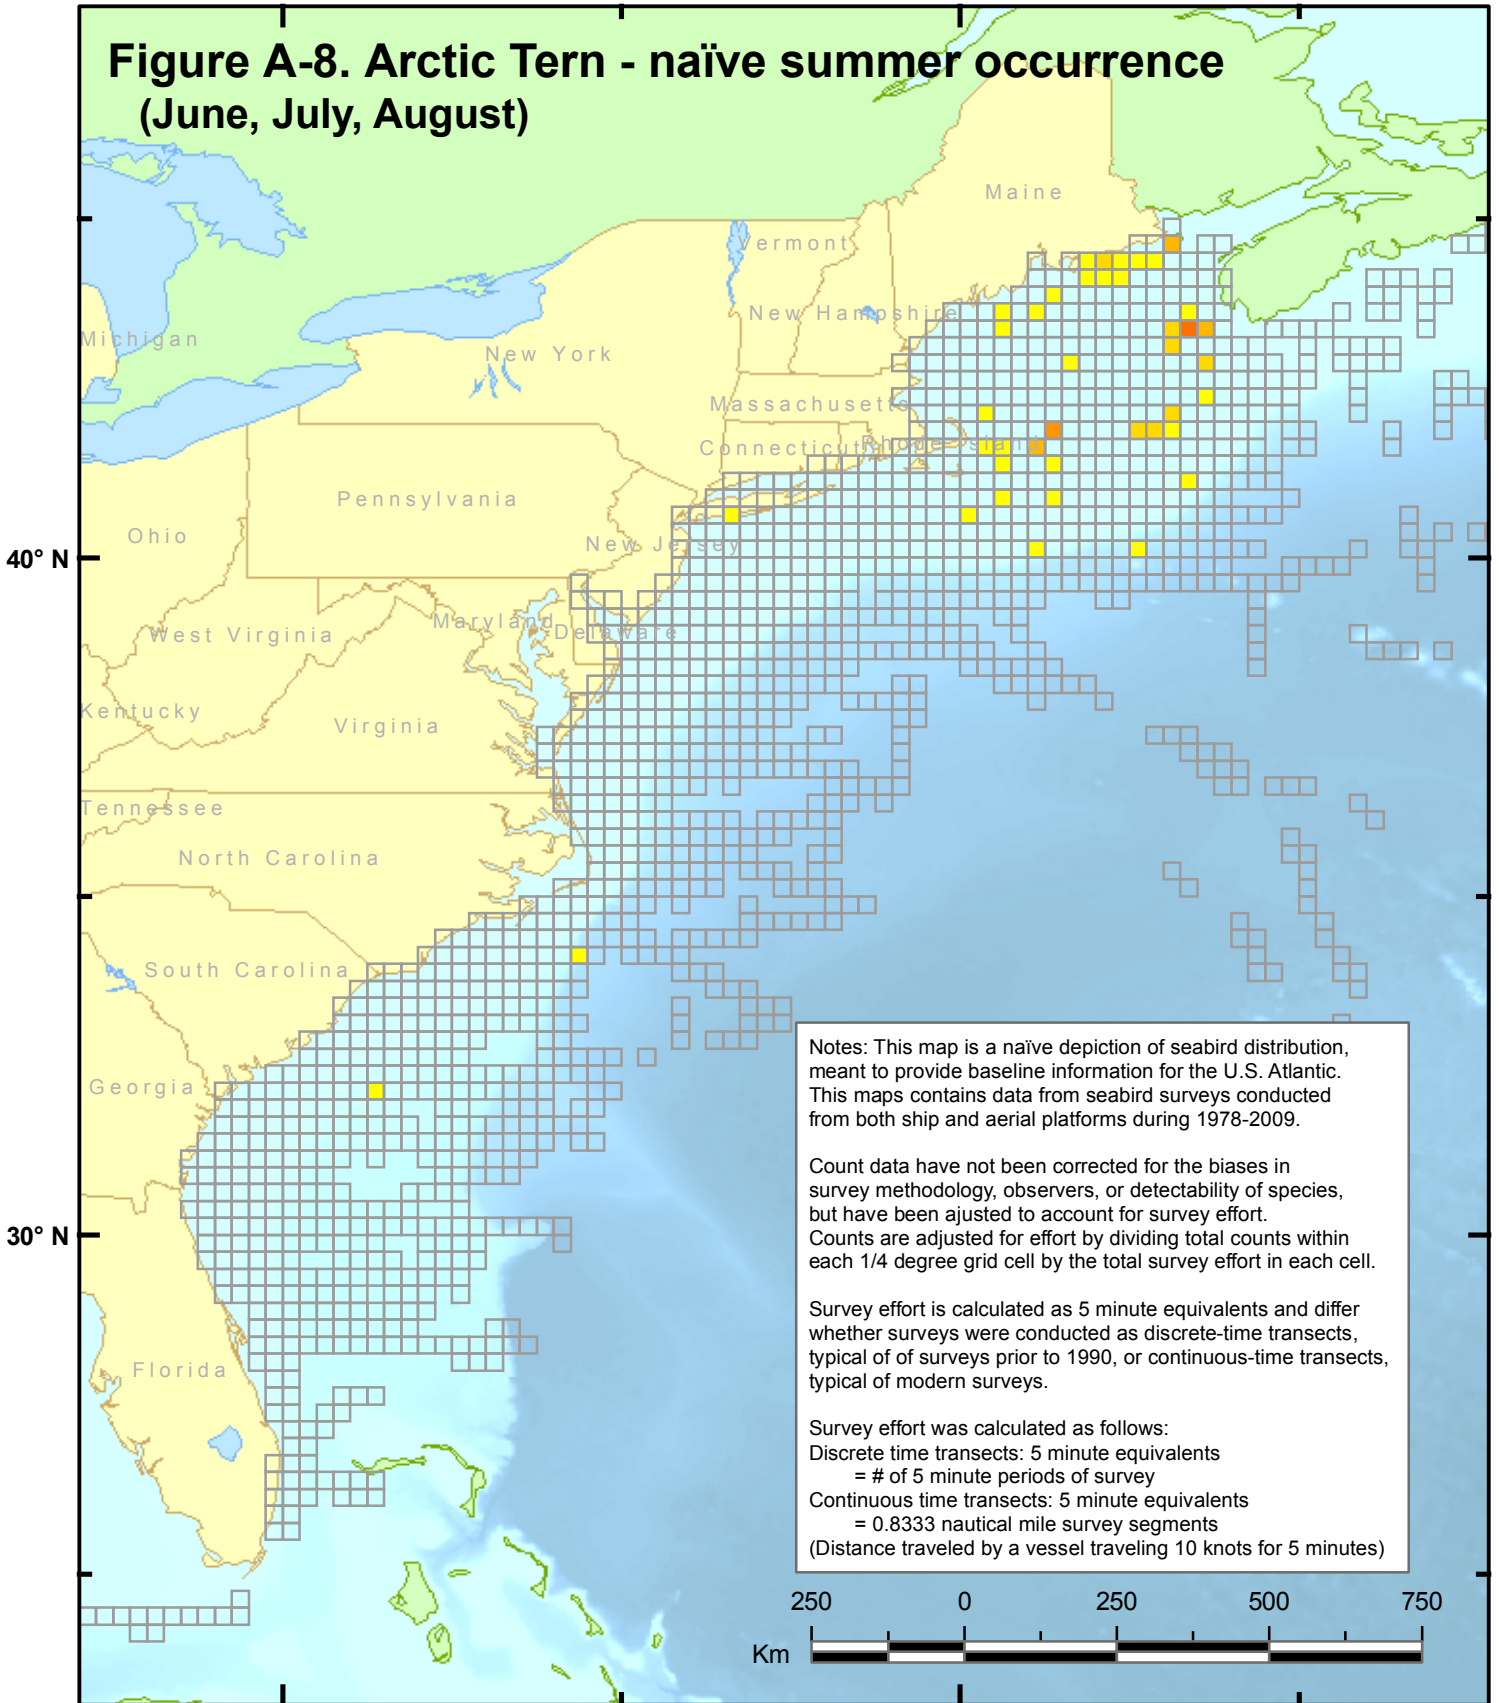 Figure A-8. Arctic Tern - naïve summer occurrence
(June, July, August)
Maine
Vermont
New Hampshire
Michigan
New York
Massachusetts
Connecticut
Rhode Island
Pennsylvania
Ohio
New Jersey
40° N
West Virginia
Maryland
Delaware
Kentucky
Virginia
Tennessee
North Carolina
South Carolina
Georgia
30° N
Florida
Notes: This map is a naïve depiction of seabird distribution,
meant to provide baseline information for the U.S. Atlantic.
This maps contains data from seabird surveys conducted
from both ship and aerial platforms during 1978-2009.
Count data have not been corrected for the biases in
survey methodology, observers, or detectability of species,
but have been ajusted to account for survey effort.
Counts are adjusted for effort by dividing total counts within
each 1/4 degree grid cell by the total survey effort in each cell.
Survey effort is calculated as 5 minute equivalents and differ
whether surveys were conducted as discrete-time transects,
typical of of surveys prior to 1990, or continuous-time transects,
typical of modern surveys.
Survey effort was calculated as follows:
Discrete time transects: 5 minute equivalents
= # of 5 minute periods of survey
Continuous time transects: 5 minute equivalents
= 0.8333 nautical mile survey segments
(Distance traveled by a vessel traveling 10 knots for 5 minutes)
250 0 250 500 750
Km